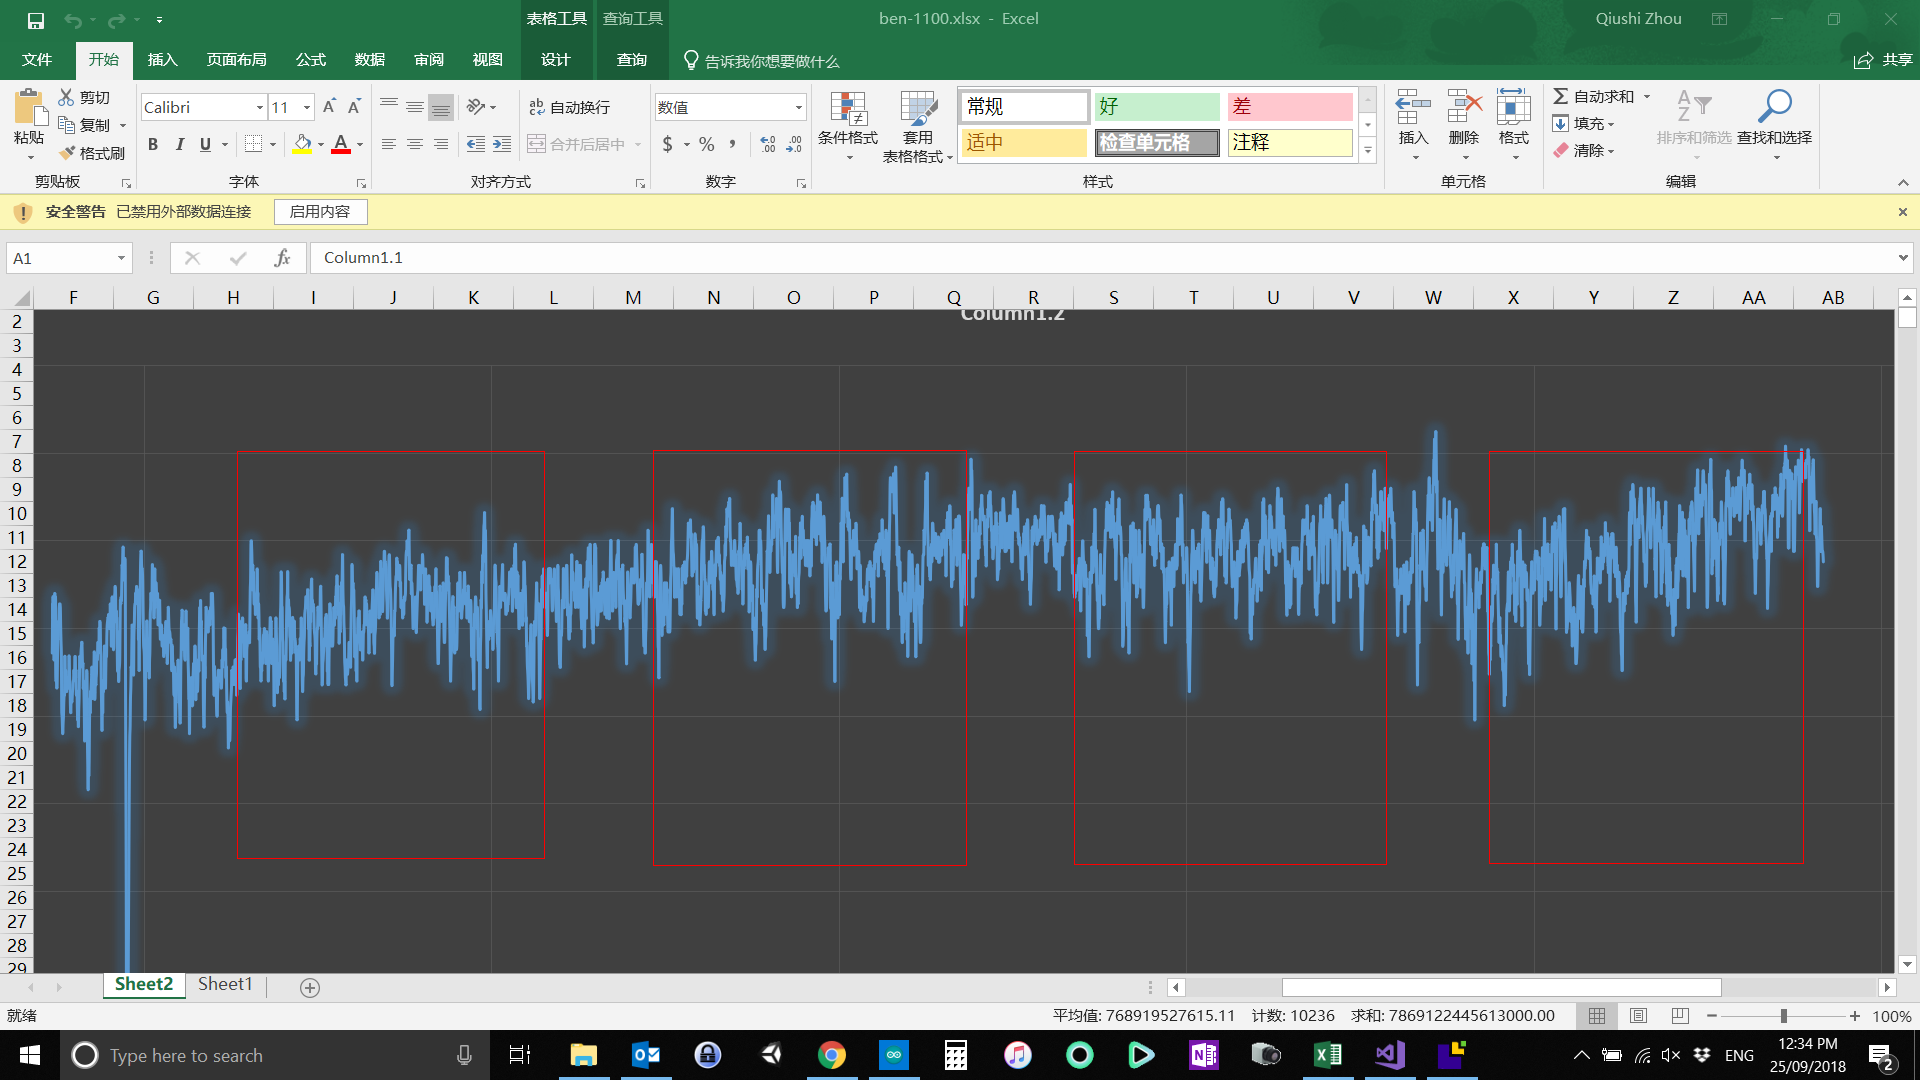 表格工具 查询工具 ben-1100.xlsx - Excel Qiushi Zhou
文件 开始 插入 页面布局 公式 数据 审阅 视图 设计 查询 告诉我你想要做什么 共享
粘贴 剪切 复制 格式刷
Calibri 11
B I U A
ab 自动换行
合并后居中
数值
$ % ,
条件格式 套用表格格式
常规 好 差
适中 检查单元格 注释
插入 删除 格式
自动求和 填充 清除
排序和筛选 查找和选择
剪贴板 字体 对齐方式 数字 样式 单元格 编辑
安全警告 已禁用外部数据连接 启用内容
A1 fx Column1.1
F G H I J K L M N O P Q R S T U V W X Y Z AA AB
Column1.2
2
3
4
5
6
7
8
9
10
11
12
13
14
15
16
17
18
19
20
21
22
23
24
25
26
27
28
29
Sheet2 Sheet1
就绪 平均值: 768919527615.11 计数: 10236 求和: 7869122445613000.00 100%
Type here to search ENG 12:34 PM
25/09/2018 2